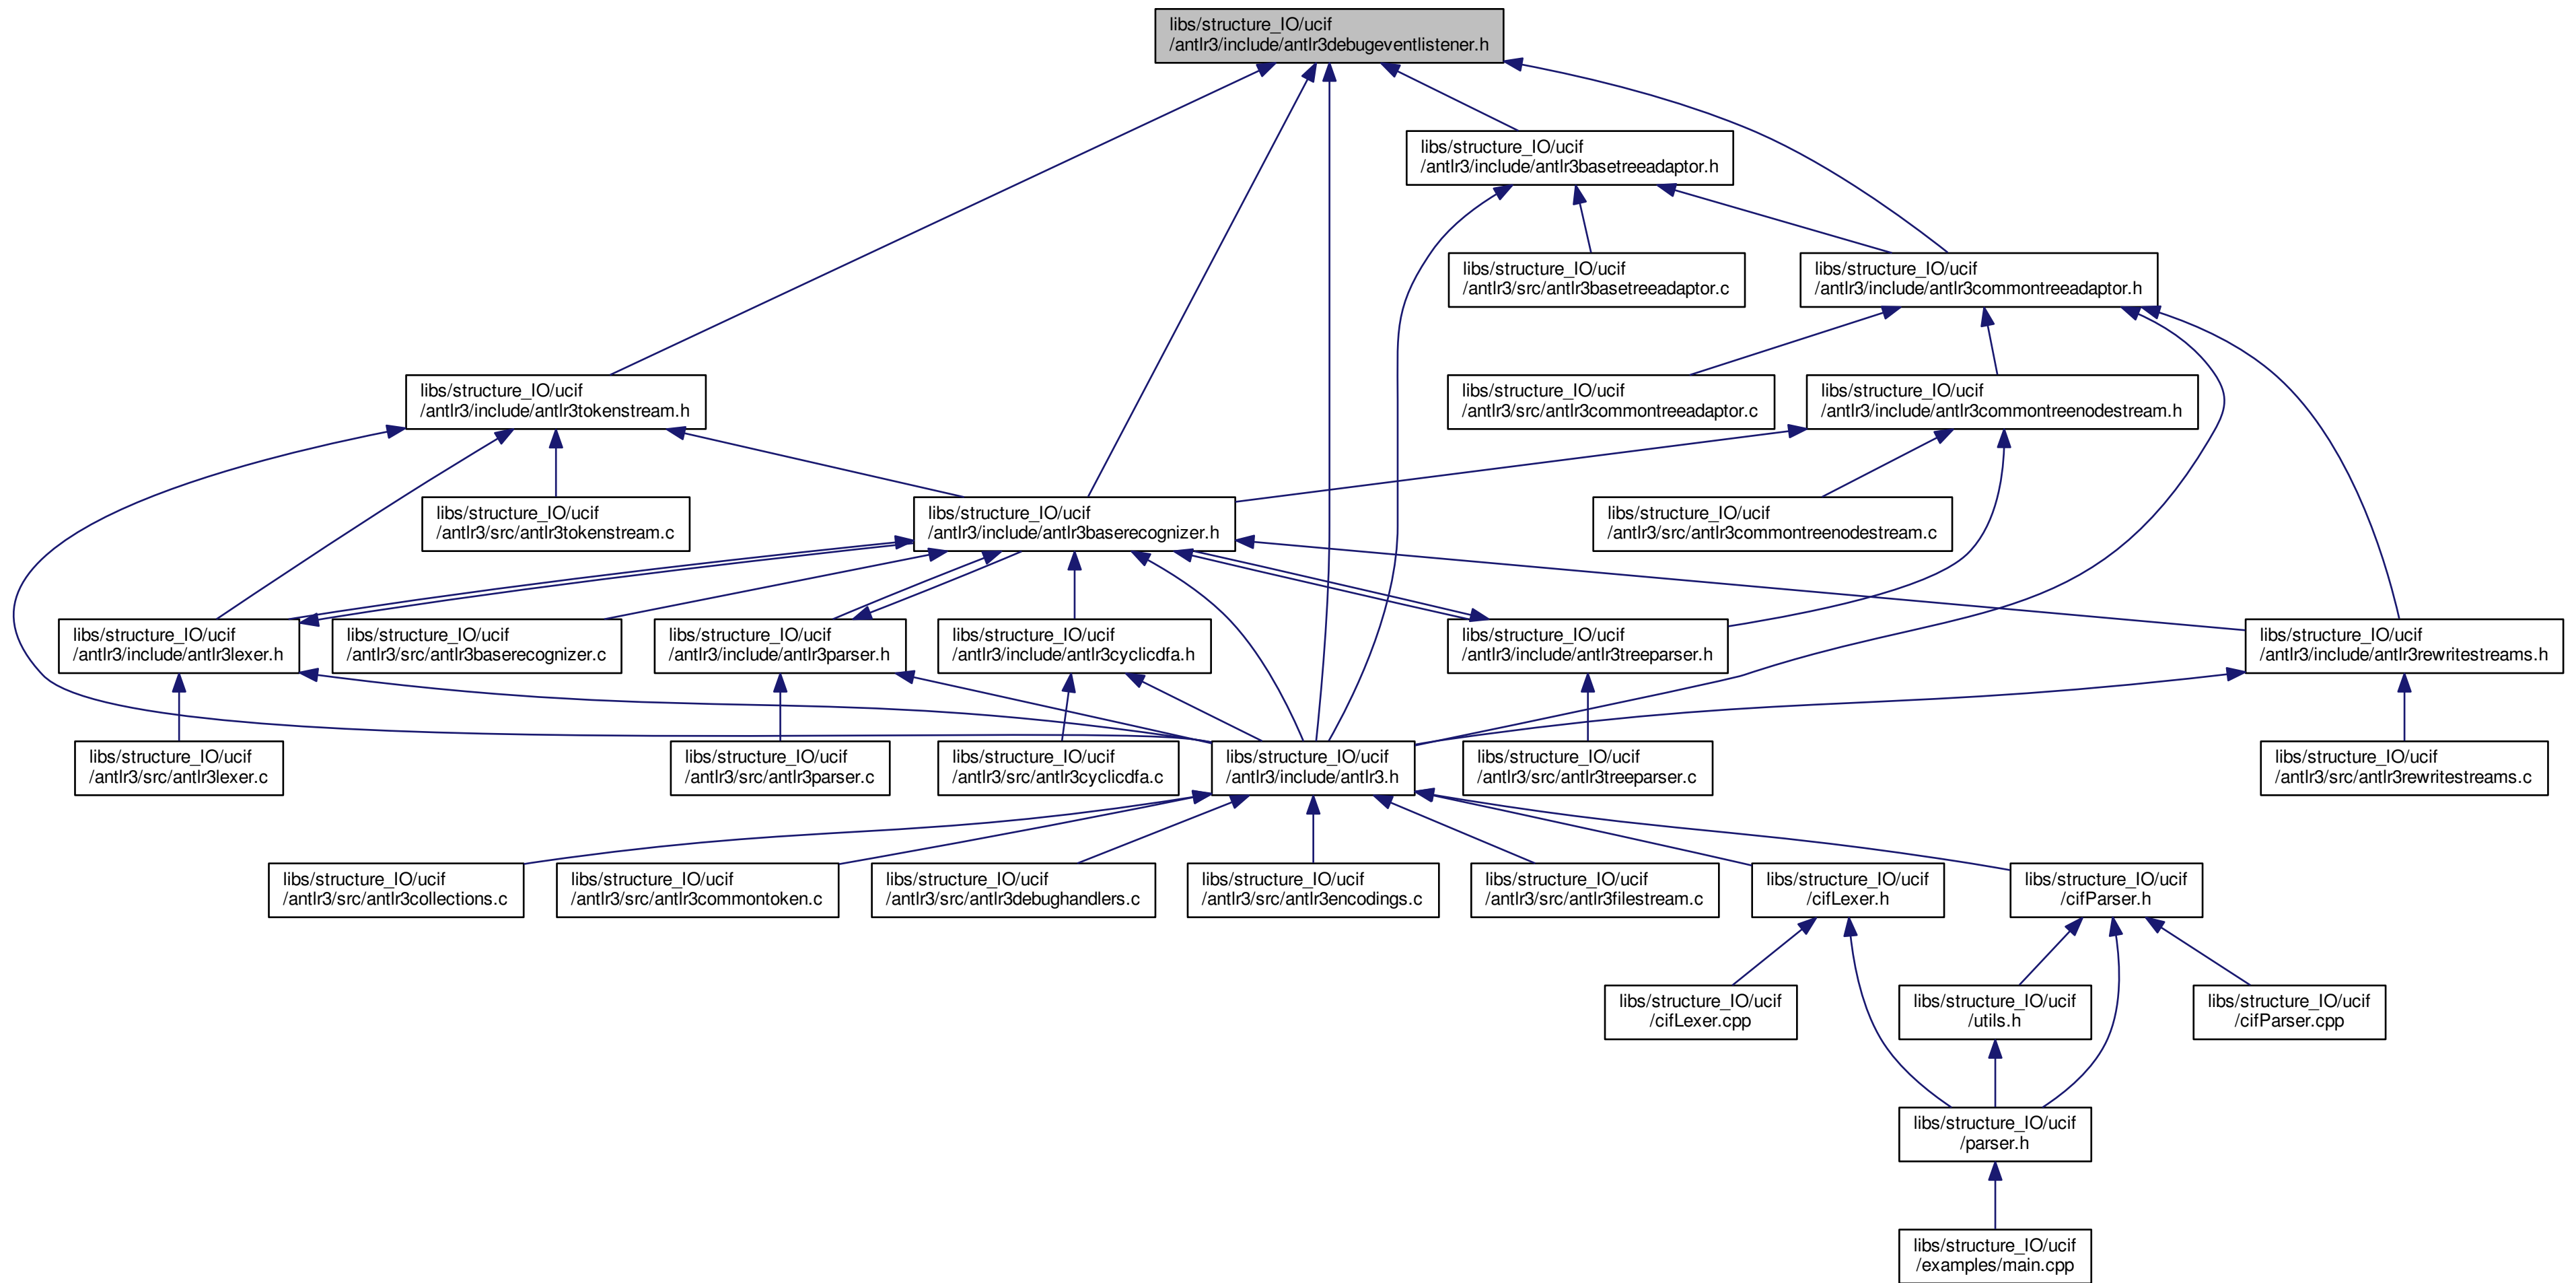 libs/structure_IO/ucif
/antlr3/include/antlr3debugeventlistener.h
libs/structure_IO/ucif
/antlr3/include/antlr3basetreeadaptor.h
libs/structure_IO/ucif
/antlr3/src/antlr3basetreeadaptor.c
libs/structure_IO/ucif
/antlr3/include/antlr3commontreeadaptor.h
libs/structure_IO/ucif
/antlr3/include/antlr3tokenstream.h
libs/structure_IO/ucif
/antlr3/src/antlr3commontreeadaptor.c
libs/structure_IO/ucif
/antlr3/include/antlr3commontreenodestream.h
libs/structure_IO/ucif
/antlr3/src/antlr3tokenstream.c
libs/structure_IO/ucif
/antlr3/include/antlr3baserecognizer.h
libs/structure_IO/ucif
/antlr3/src/antlr3commontreenodestream.c
libs/structure_IO/ucif
/antlr3/include/antlr3lexer.h
libs/structure_IO/ucif
/antlr3/src/antlr3baserecognizer.c
libs/structure_IO/ucif
/antlr3/include/antlr3parser.h
libs/structure_IO/ucif
/antlr3/include/antlr3cyclicdfa.h
libs/structure_IO/ucif
/antlr3/include/antlr3treeparser.h
libs/structure_IO/ucif
/antlr3/include/antlr3rewritestreams.h
libs/structure_IO/ucif
/antlr3/src/antlr3lexer.c
libs/structure_IO/ucif
/antlr3/src/antlr3parser.c
libs/structure_IO/ucif
/antlr3/src/antlr3cyclicdfa.c
libs/structure_IO/ucif
/antlr3/include/antlr3.h
libs/structure_IO/ucif
/antlr3/src/antlr3treeparser.c
libs/structure_IO/ucif
/antlr3/src/antlr3rewritestreams.c
libs/structure_IO/ucif
/antlr3/src/antlr3collections.c
libs/structure_IO/ucif
/antlr3/src/antlr3commontoken.c
libs/structure_IO/ucif
/antlr3/src/antlr3debughandlers.c
libs/structure_IO/ucif
/antlr3/src/antlr3encodings.c
libs/structure_IO/ucif
/antlr3/src/antlr3filestream.c
libs/structure_IO/ucif
/cifLexer.h
libs/structure_IO/ucif
/cifParser.h
libs/structure_IO/ucif
/cifLexer.cpp
libs/structure_IO/ucif
/utils.h
libs/structure_IO/ucif
/cifParser.cpp
libs/structure_IO/ucif
/parser.h
libs/structure_IO/ucif
/examples/main.cpp